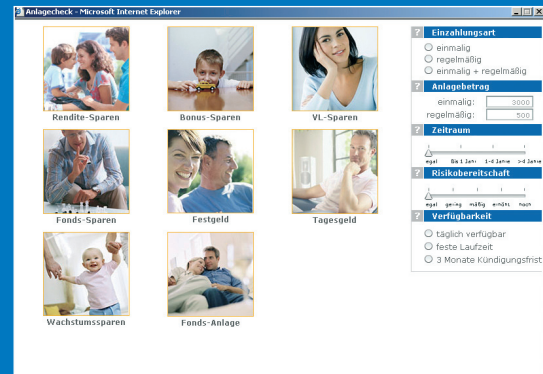 Anlagecheck - Microsoft Internet Explorer
Rendite-Sparen
Bonus-Sparen
VL-Sparen
Fonds-Sparen
Festgeld
Tagesgeld
Wachstumssparen
Fonds-Anlage
? Einzahlungsart
einmalig
regelmäßig
einmalig + regelmäßig
? Anlagebetrag
einmalig: 3000
regelmäßig: 500
? Zeitraum
egal Bis 1 Jahr 1-4 Jahre >4 Jahre
? Risikobereitschaft
egal gering mäßig erhöht hoch
? Verfügbarkeit
täglich verfügbar
feste Laufzeit
3 Monate Kündigungsfrist